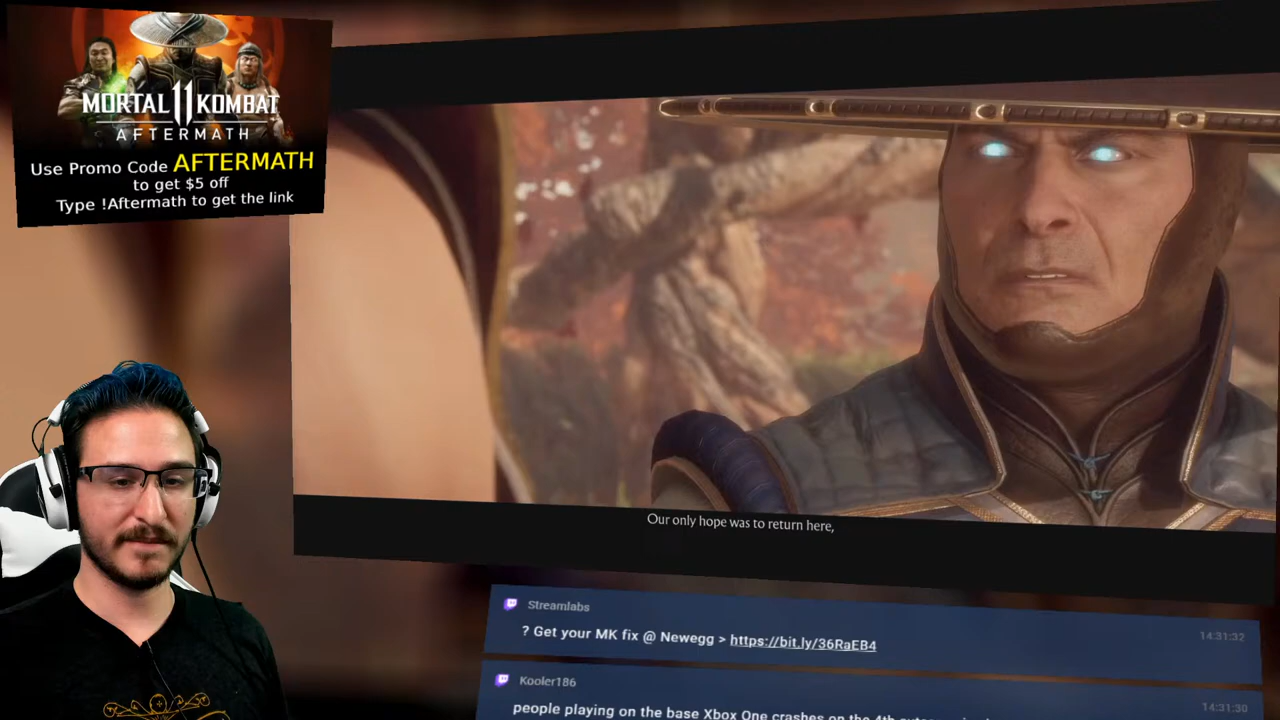 MORTAL 11 KOMBAT
AFTERMATH
Use Promo Code AFTERMATH
to get $5 off
Type !Aftermath to get the link
Our only hope was to return here,
Streamlabs
14:31:32
? Get your MK fix @ Newegg > https://bit.ly/36RaEB4
Kooler186
14:31:30
people playing on the base Xbox One crashes on the 4th